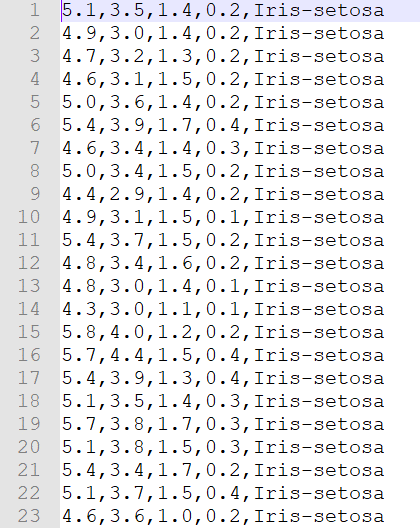 1 5.1,3.5,1.4,0.2,Iris-setosa
2 4.9,3.0,1.4,0.2,Iris-setosa
3 4.7,3.2,1.3,0.2,Iris-setosa
4 4.6,3.1,1.5,0.2,Iris-setosa
5 5.0,3.6,1.4,0.2,Iris-setosa
6 5.4,3.9,1.7,0.4,Iris-setosa
7 4.6,3.4,1.4,0.3,Iris-setosa
8 5.0,3.4,1.5,0.2,Iris-setosa
9 4.4,2.9,1.4,0.2,Iris-setosa
10 4.9,3.1,1.5,0.1,Iris-setosa
11 5.4,3.7,1.5,0.2,Iris-setosa
12 4.8,3.4,1.6,0.2,Iris-setosa
13 4.8,3.0,1.4,0.1,Iris-setosa
14 4.3,3.0,1.1,0.1,Iris-setosa
15 5.8,4.0,1.2,0.2,Iris-setosa
16 5.7,4.4,1.5,0.4,Iris-setosa
17 5.4,3.9,1.3,0.4,Iris-setosa
18 5.1,3.5,1.4,0.3,Iris-setosa
19 5.7,3.8,1.7,0.3,Iris-setosa
20 5.1,3.8,1.5,0.3,Iris-setosa
21 5.4,3.4,1.7,0.2,Iris-setosa
22 5.1,3.7,1.5,0.4,Iris-setosa
23 4.6,3.6,1.0,0.2,Iris-setosa